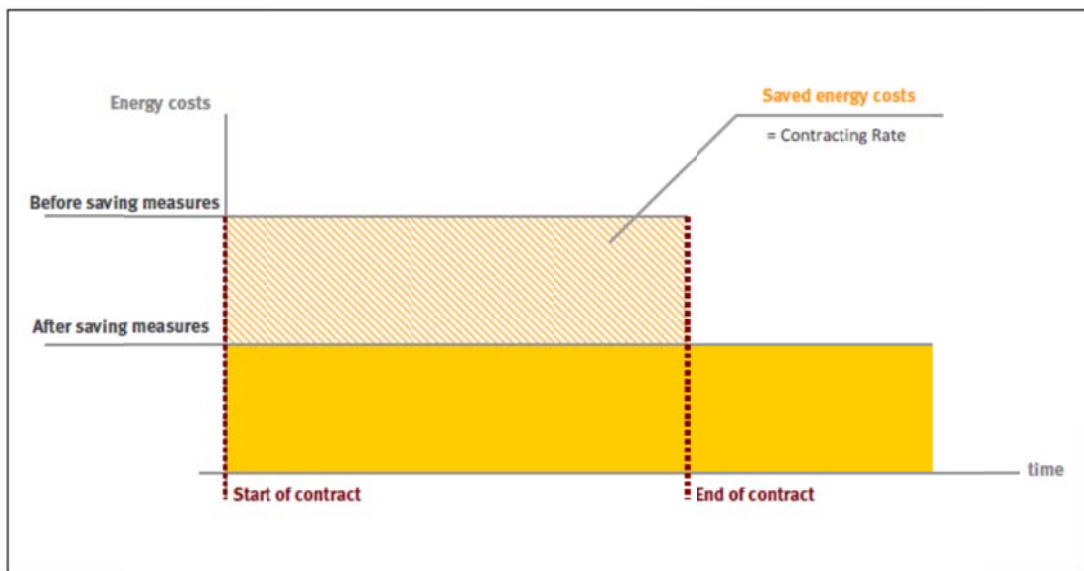 Energy costs
Saved energy costs
= Contracting Rate
Before saving measures
After saving measures
time
Start of contract
End of contract